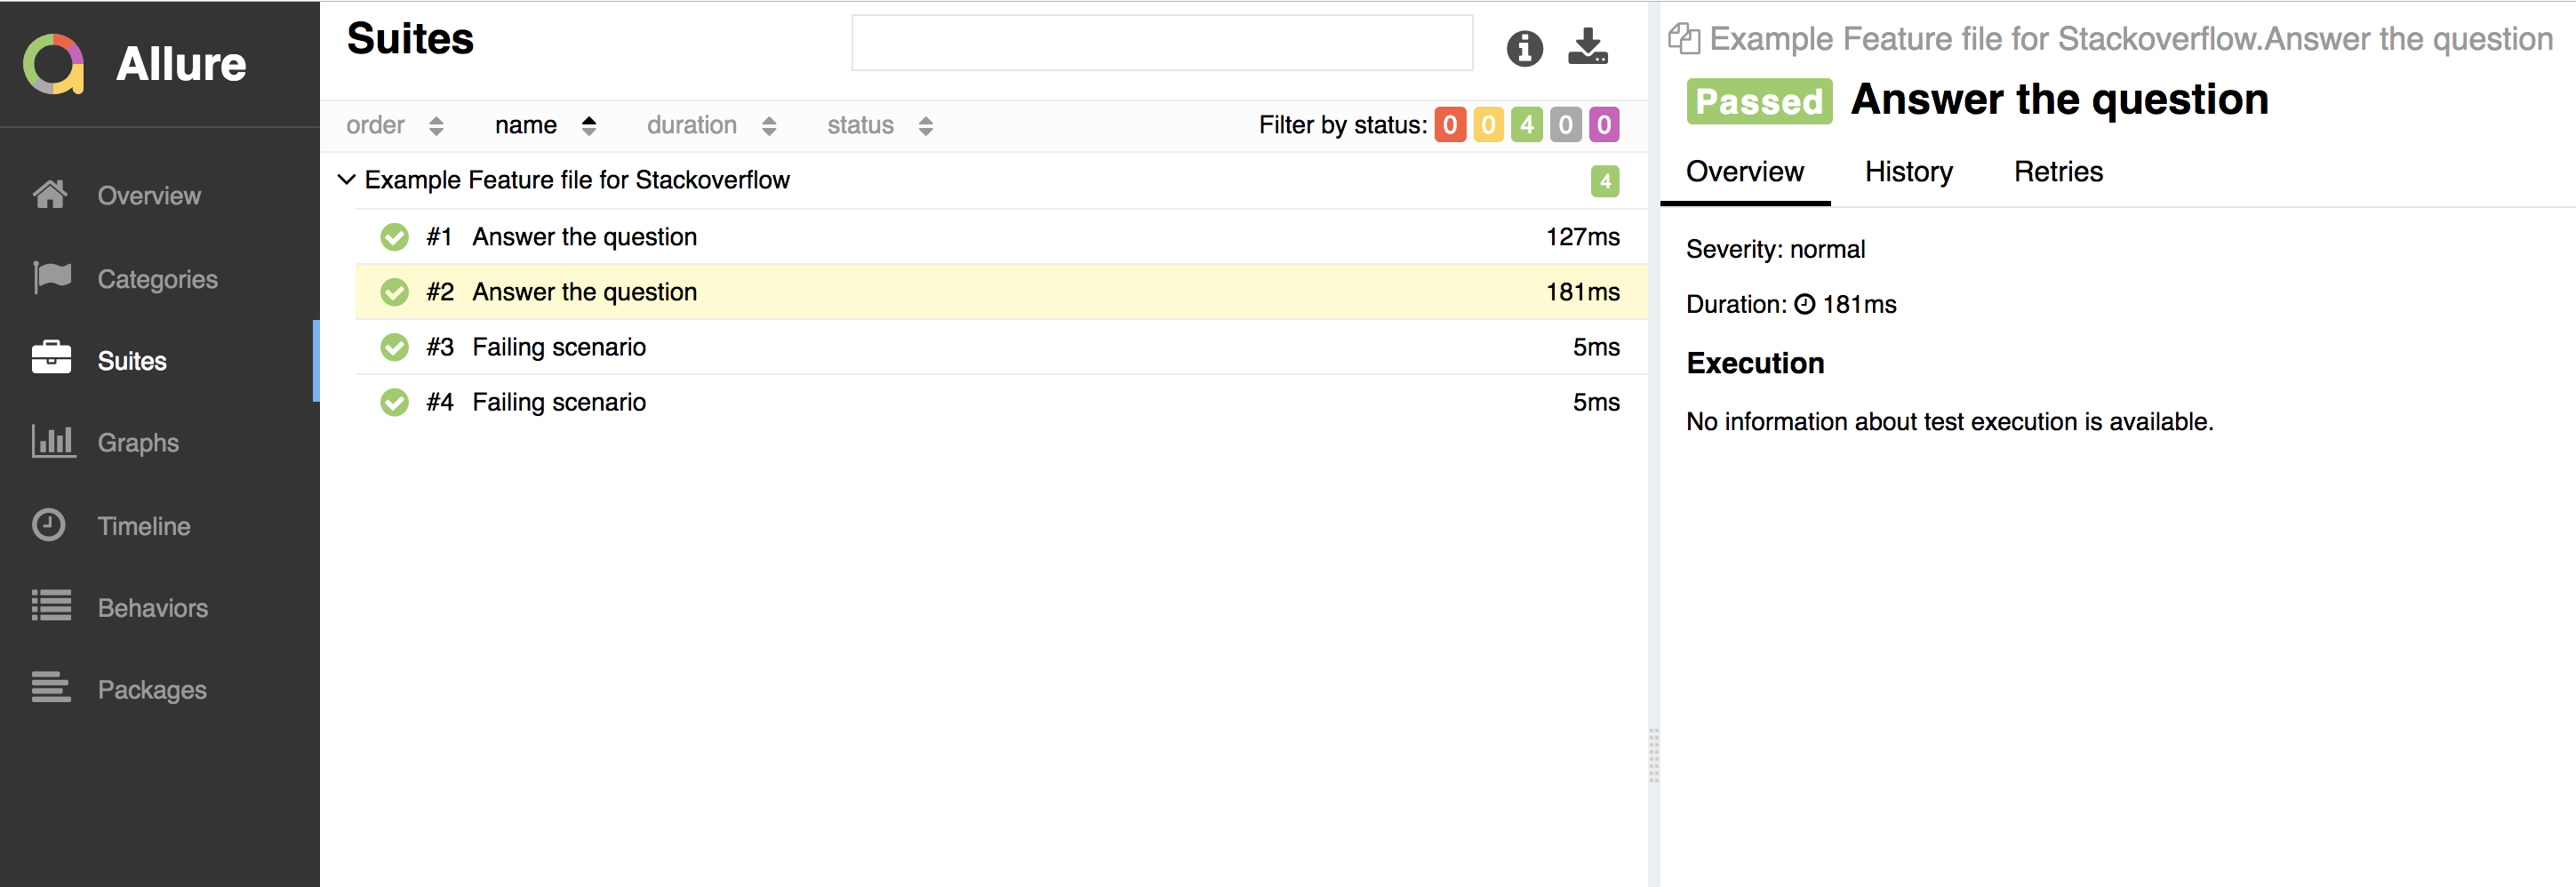 Allure
Overview
Categories
Suites
Graphs
Timeline
Behaviors
Packages
Suites
order name duration status Filter by status: 0 0 4 0 0
Example Feature file for Stackoverflow 4
#1 Answer the question 127ms
#2 Answer the question 181ms
#3 Failing scenario 5ms
#4 Failing scenario 5ms
Example Feature file for Stackoverflow.Answer the question
Passed Answer the question
Overview History Retries
Severity: normal
Duration: 181ms
Execution
No information about test execution is available.